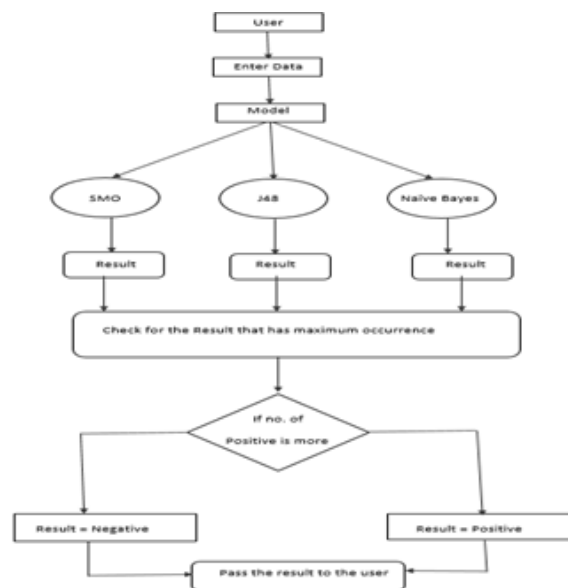 User
Enter Data
Model
SMO
J48
Naïve Bayes
Result
Result
Result
Check for the Result that has maximum occurrence
If no. of
Positive is more
Result = Negative
Result = Positive
Pass the result to the user